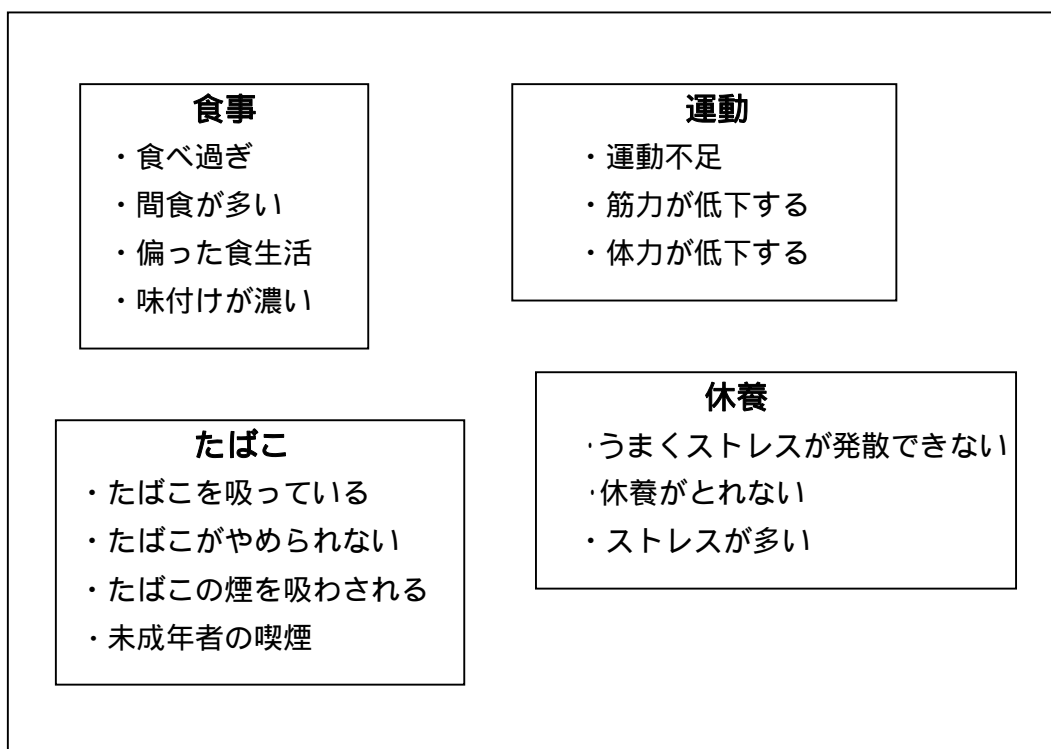 食事
・食べ過ぎ
・間食が多い
・偏った食生活
・味付けが濃い
運動
・運動不足
・筋力が低下する
・体力が低下する
たばこ
・たばこを吸っている
・たばこがやめられない
・たばこの煙を吸わされる
・未成年者の喫煙
休養
・うまくストレスが発散できない
・休養がとれない
・ストレスが多い